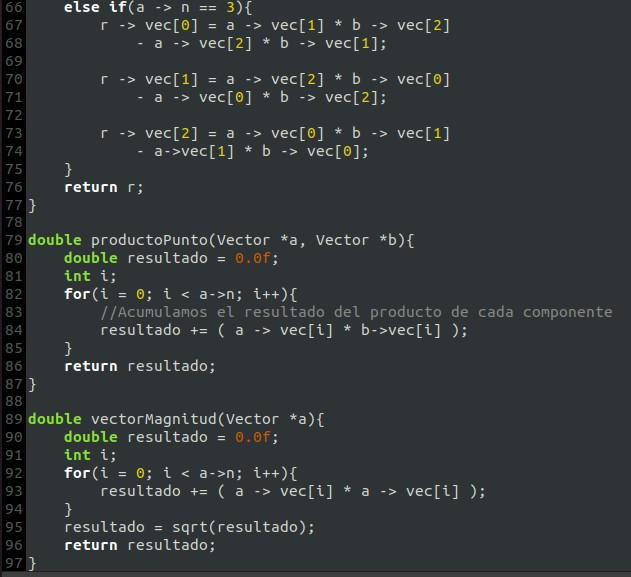 66 else if(a -> n == 3){
67 r -> vec[0] = a -> vec[1] * b -> vec[2]
68 - a -> vec[2] * b -> vec[1];
69
70 r -> vec[1] = a -> vec[2] * b -> vec[0]
71 - a -> vec[0] * b -> vec[2];
72
73 r -> vec[2] = a -> vec[0] * b -> vec[1]
74 - a->vec[1] * b -> vec[0];
75 }
76 return r;
77 }
78
79 double productoPunto(Vector *a, Vector *b){
80 double resultado = 0.0f;
81 int i;
82 for(i = 0; i < a->n; i++){
83 //Acumulamos el resultado del producto de cada componente
84 resultado += ( a -> vec[i] * b->vec[i] );
85 }
86 return resultado;
87 }
88
89 double vectorMagnitud(Vector *a){
90 double resultado = 0.0f;
91 int i;
92 for(i = 0; i < a->n; i++){
93 resultado += ( a -> vec[i] * a -> vec[i] );
94 }
95 resultado = sqrt(resultado);
96 return resultado;
97 }